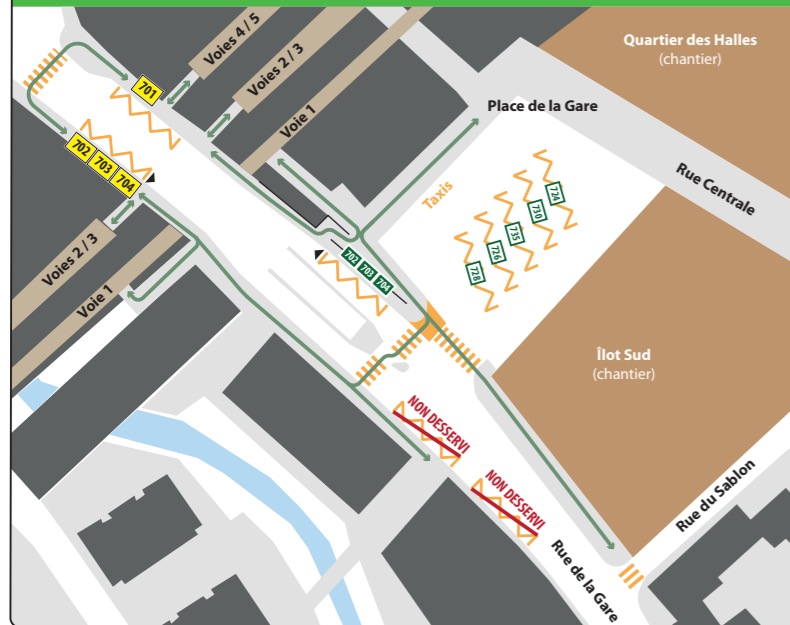 Voies 4 / 5
Voies 2 / 3
Voie 1
701
702
703
704
Voies 2 / 3
Voie 1
Quartier des Halles
(chantier)
Place de la Gare
Rue Centrale
Taxis
724
730
735
726
728
702
703
704
Îlot Sud
(chantier)
NON DESSERVI
NON DESSERVI
Rue du Sablon
Rue de la Gare